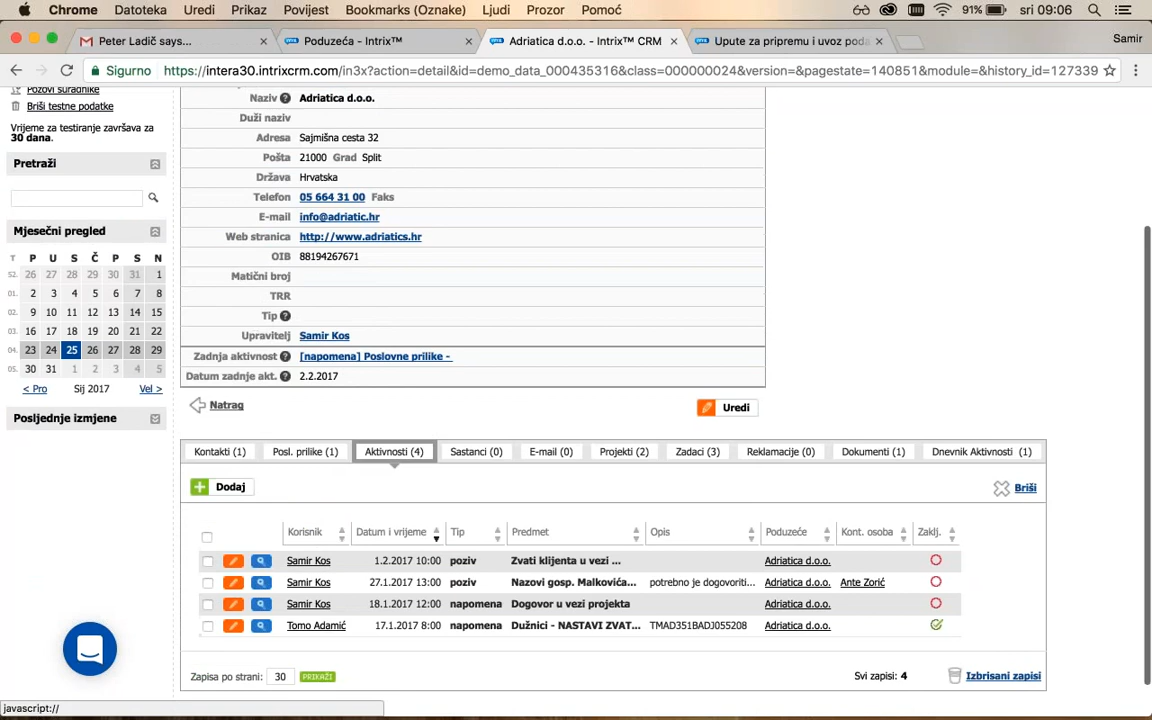 Chrome Datoteka Uredi Prikaz Povijest Bookmarks (Oznake) Ljudi Prozor Pomoć 91% sri 09:06
Peter Ladič says... Poduzeća - Intrix™ Adriatica d.o.o. - Intrix™ CRM Upute za pripremu i uvoz poda Samir
Sigurno https://intera30.intrixcrm.com/in3x?action=detail&id=demo_data_000435316&class=000000024&version=&pagestate=140851&module=&history_id=127339
Pozovi suradnike
Briši testne podatke
Vrijeme za testiranje završava za
30 dana.
Pretraži
Mjesečni pregled
T P U S Č P S N
52. 26 27 28 29 30 31 1
01. 2 3 4 5 6 7 8
02. 9 10 11 12 13 14 15
03. 16 17 18 19 20 21 22
04. 23 24 25 26 27 28 29
05. 30 31 1 2 3 4 5
< Pro Sij 2017 Vel >
Posljednje izmjene
Naziv Adriatica d.o.o.
Duži naziv
Adresa Sajmišna cesta 32
Pošta 21000 Grad Split
Država Hrvatska
Telefon 05 664 31 00 Faks
E-mail info@adriatic.hr
Web stranica http://www.adriatics.hr
OIB 88194267671
Matični broj
TRR
Tip
Upravitelj Samir Kos
Zadnja aktivnost [napomena] Poslovne prilike -
Datum zadnje akt. 2.2.2017
Natrag Uredi
Kontakti (1) Posl. prilike (1) Aktivnosti (4) Sastanci (0) E-mail (0) Projekti (2) Zadaci (3) Reklamacije (0) Dokumenti (1) Dnevnik Aktivnosti (1)
Dodaj Briši
Korisnik Datum i vrijeme Tip Predmet Opis Poduzeće Kont. osoba Zaklj.
Samir Kos 1.2.2017 10:00 poziv Zvati klijenta u vezi ... Adriatica d.o.o.
Samir Kos 27.1.2017 13:00 poziv Nazovi gosp. Malkovića... potrebno je dogovoriti... Adriatica d.o.o. Ante Zorić
Samir Kos 18.1.2017 12:00 napomena Dogovor u vezi projekta Adriatica d.o.o.
Tomo Adamić 17.1.2017 8:00 napomena Dužnici - NASTAVI ZVAT... TMAD351BADJ055208 Adriatica d.o.o.
Zapisa po strani: 30 PRIKAŽI Svi zapisi: 4 Izbrisani zapisi
javascript://